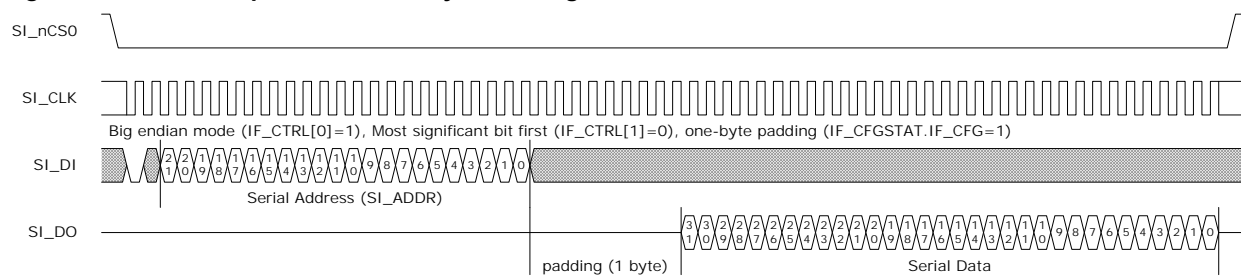 SI_nCS0
SI_CLK
Big endian mode (IF_CTRL[0]=1), Most significant bit first (IF_CTRL[1]=0), one-byte padding (IF_CFGSTAT.IF_CFG=1)
SI_DI
21 20 19 18 17 16 15 14 13 12 11 10 9 8 7 6 5 4 3 2 1 0
Serial Address (SI_ADDR)
SI_DO
31 30 29 28 27 26 25 24 23 22 21 20 19 18 17 16 15 14 13 12 11 10 9 8 7 6 5 4 3 2 1 0
padding (1 byte) Serial Data